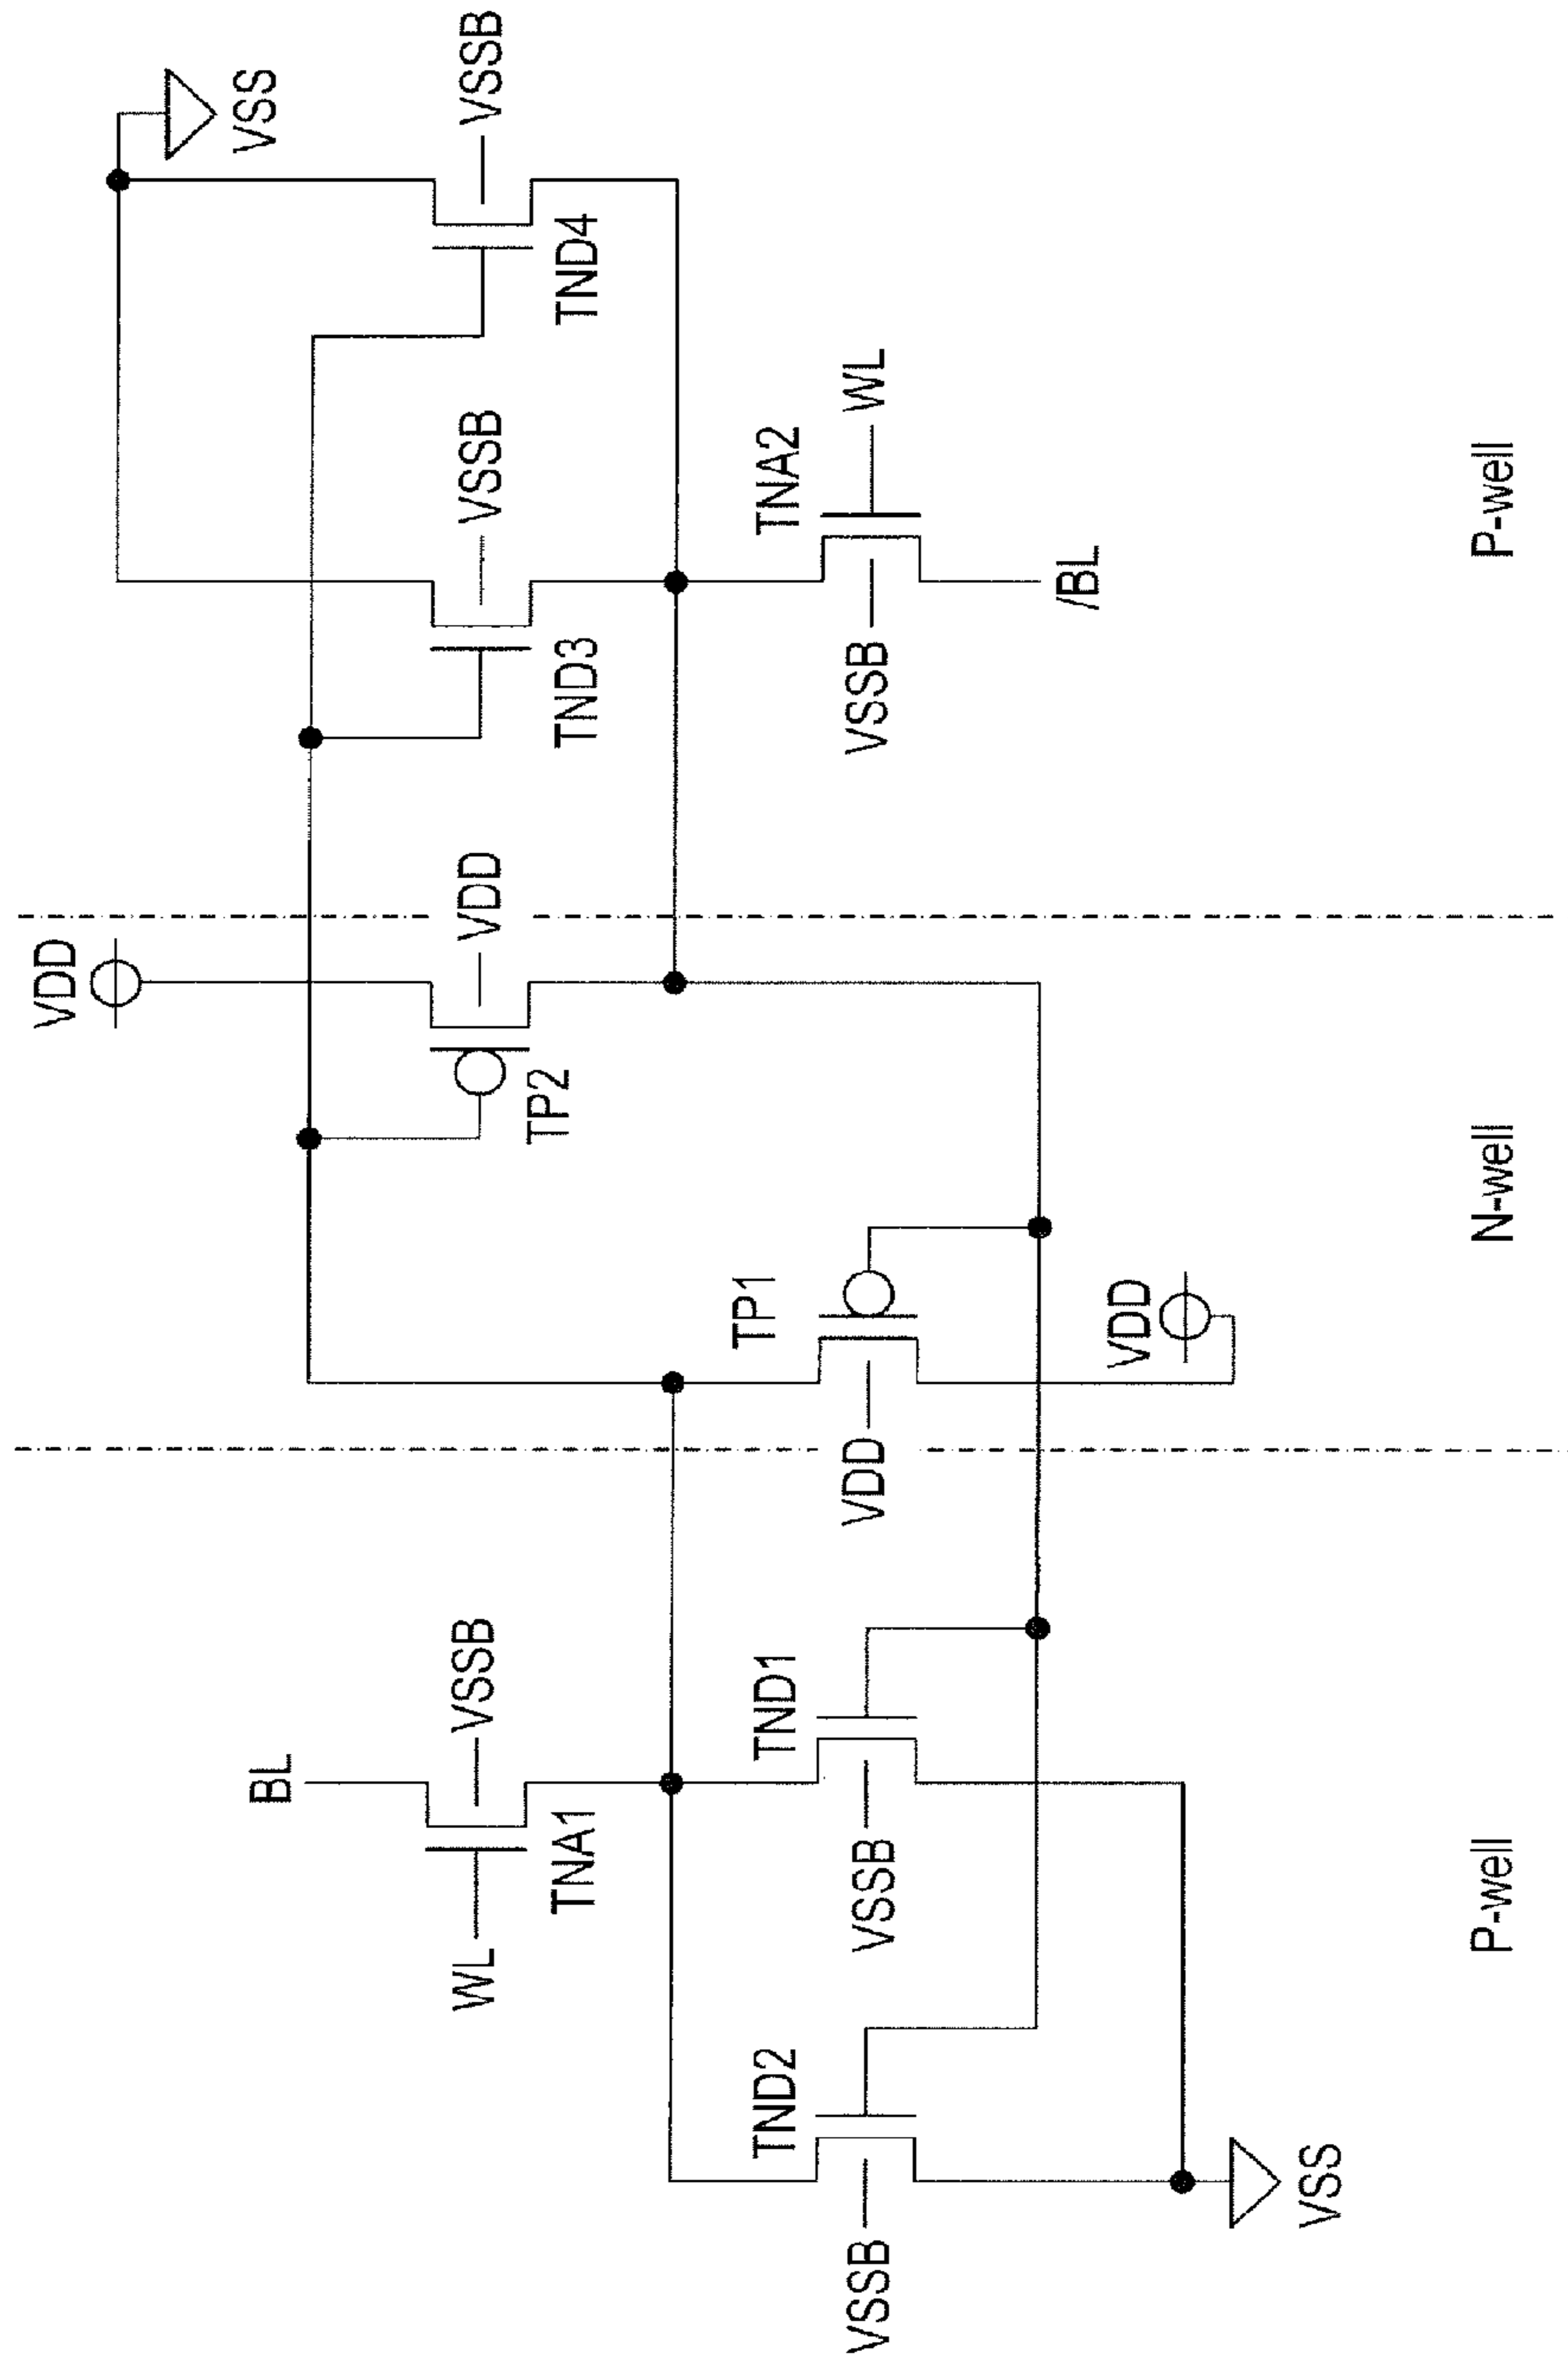 VSS
VSSB
TND4
VSSB
TND3
TNA2
WL
VSSB
/BL
P-well
VDD
VDD
TP2
TP1
VDD
VDD
N-well
BL
VSSB
WL
TNA1
TND1
VSSB
TND2
VSSB
VSS
P-well